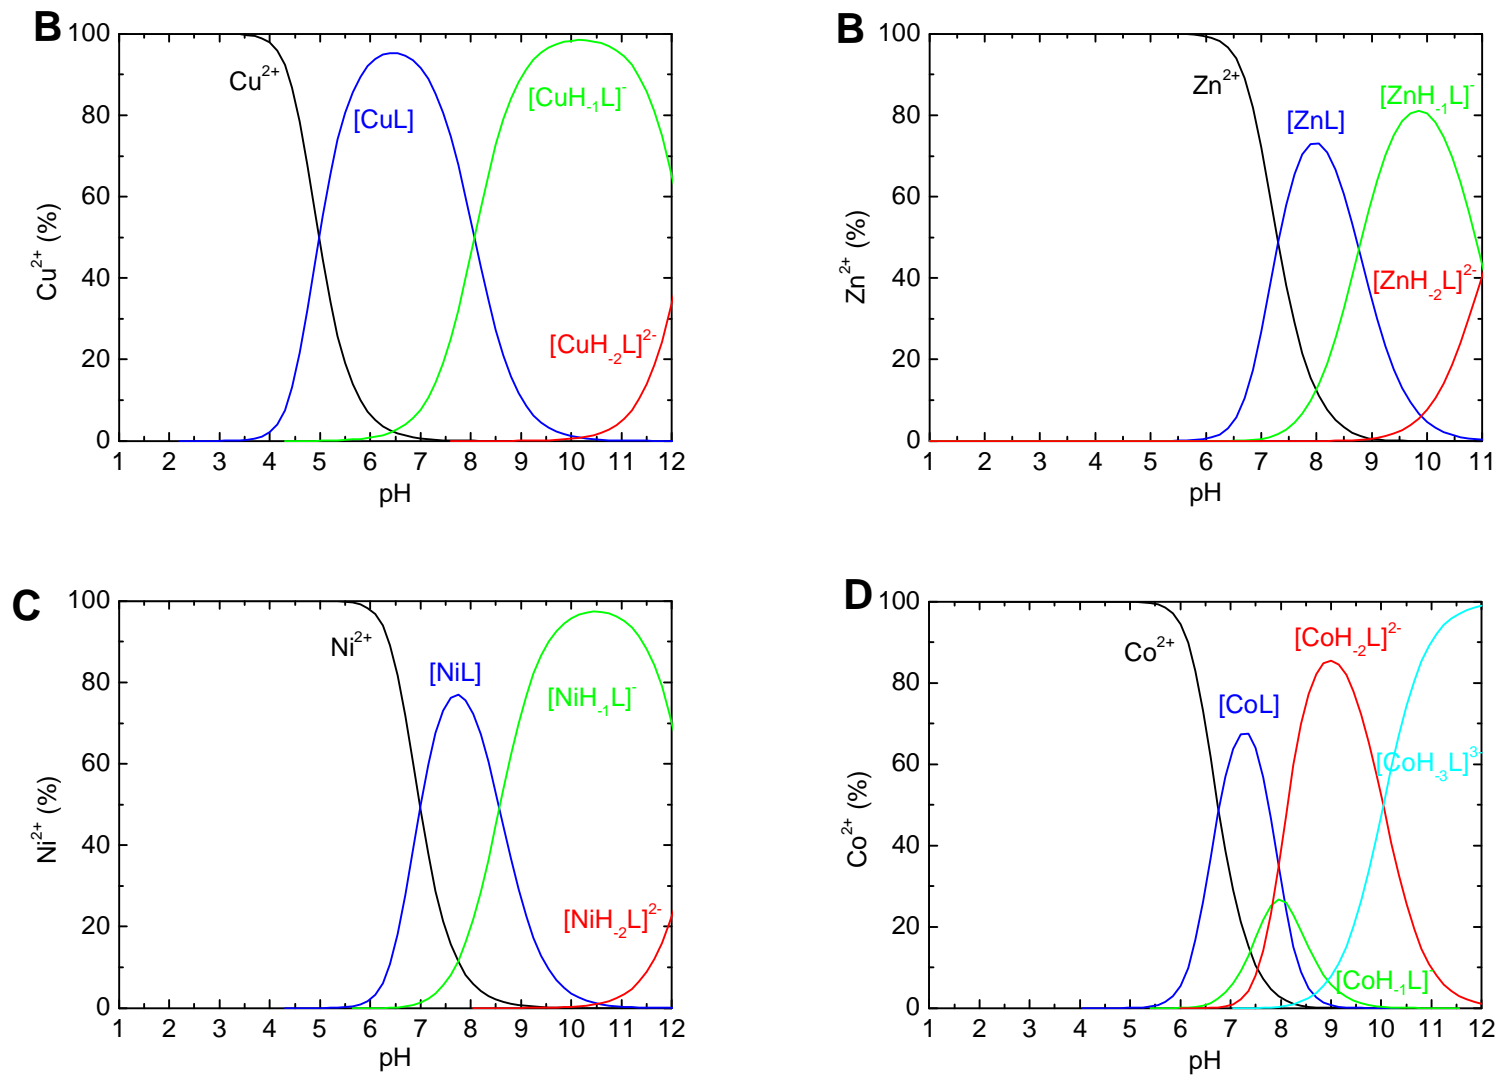 B
100
80
60
40
20
0
Cu2+ (%)
Cu2+
[CuL]
[CuH-1L]-
[CuH-2L]2-
1 2 3 4 5 6 7 8 9 10 11 12
pH
B
100
80
60
40
20
0
Zn2+ (%)
Zn2+
[ZnL]
[ZnH-1L]-
[ZnH-2L]2-
1 2 3 4 5 6 7 8 9 10 11
pH
C
100
80
60
40
20
0
Ni2+ (%)
Ni2+
[NiL]
[NiH-1L]-
[NiH-2L]2-
1 2 3 4 5 6 7 8 9 10 11 12
pH
D
100
80
60
40
20
0
Co2+ (%)
Co2+
[CoL]
[CoH-2L]2-
[CoH-3L]3-
[CoH-1L]-
1 2 3 4 5 6 7 8 9 10 11 12
pH